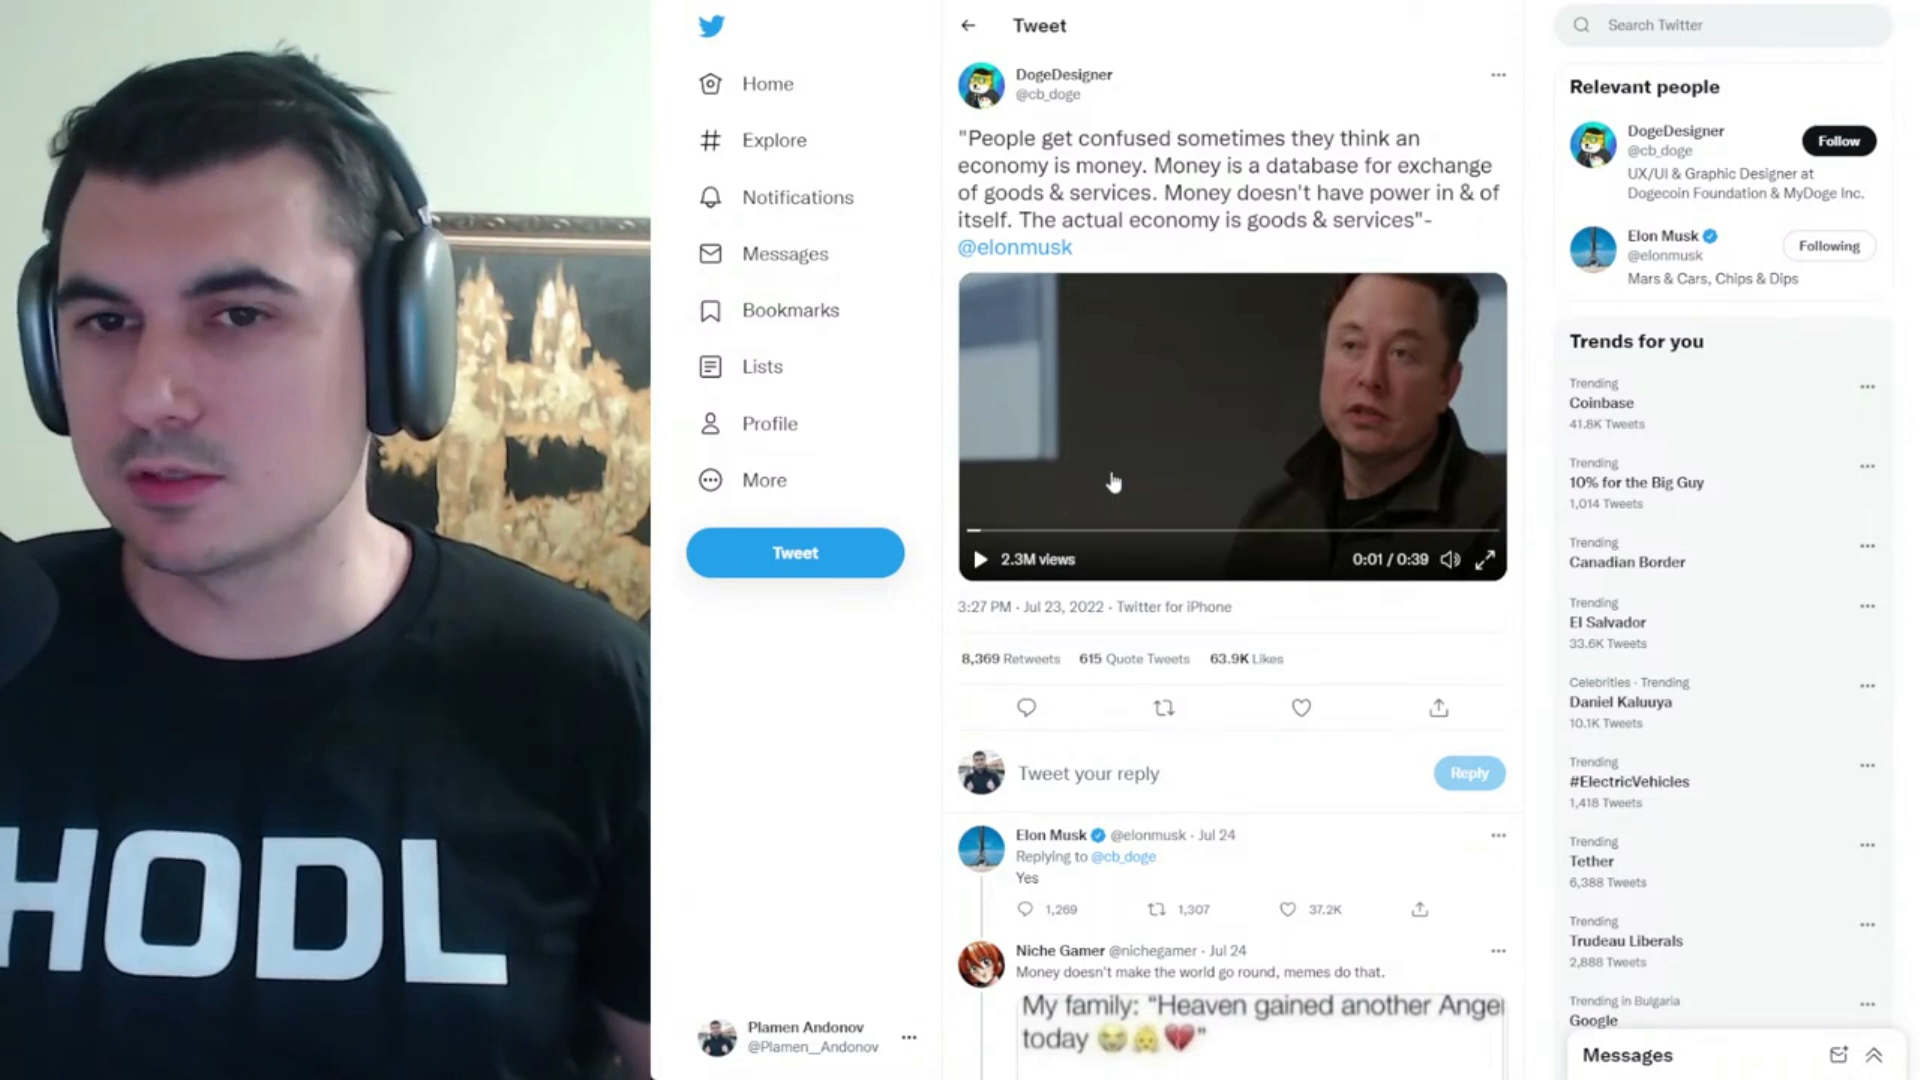 HODL
Home
Explore
Notifications
Messages
Bookmarks
Lists
Profile
More
Tweet
Plamen Andonov
@Plamen__Andonov
Tweet
DogeDesigner
@cb_doge
"People get confused sometimes they think an
economy is money. Money is a database for exchange
of goods & services. Money doesn't have power in & of
itself. The actual economy is goods & services"-
@elonmusk
2.3M views
0:01 / 0:39
3:27 PM · Jul 23, 2022 · Twitter for iPhone
8,369 Retweets 615 Quote Tweets 63.9K Likes
Tweet your reply
Reply
Elon Musk @elonmusk · Jul 24
Replying to @cb_doge
Yes
1,269 1,307 37.2K
Niche Gamer @nichegamer · Jul 24
Money doesn't make the world go round, memes do that.
My family: "Heaven gained another Angel
today 😭👼💔"
Search Twitter
Relevant people
DogeDesigner
@cb_doge
Follow
UX/UI & Graphic Designer at
Dogecoin Foundation & MyDoge Inc.
Elon Musk
@elonmusk
Following
Mars & Cars, Chips & Dips
Trends for you
Trending
Coinbase
41.8K Tweets
Trending
10% for the Big Guy
1,014 Tweets
Trending
Canadian Border
Trending
El Salvador
33.6K Tweets
Celebrities · Trending
Daniel Kaluuya
10.1K Tweets
Trending
#ElectricVehicles
1,418 Tweets
Trending
Tether
6,388 Tweets
Trending
Trudeau Liberals
2,888 Tweets
Trending in Bulgaria
Google
Messages